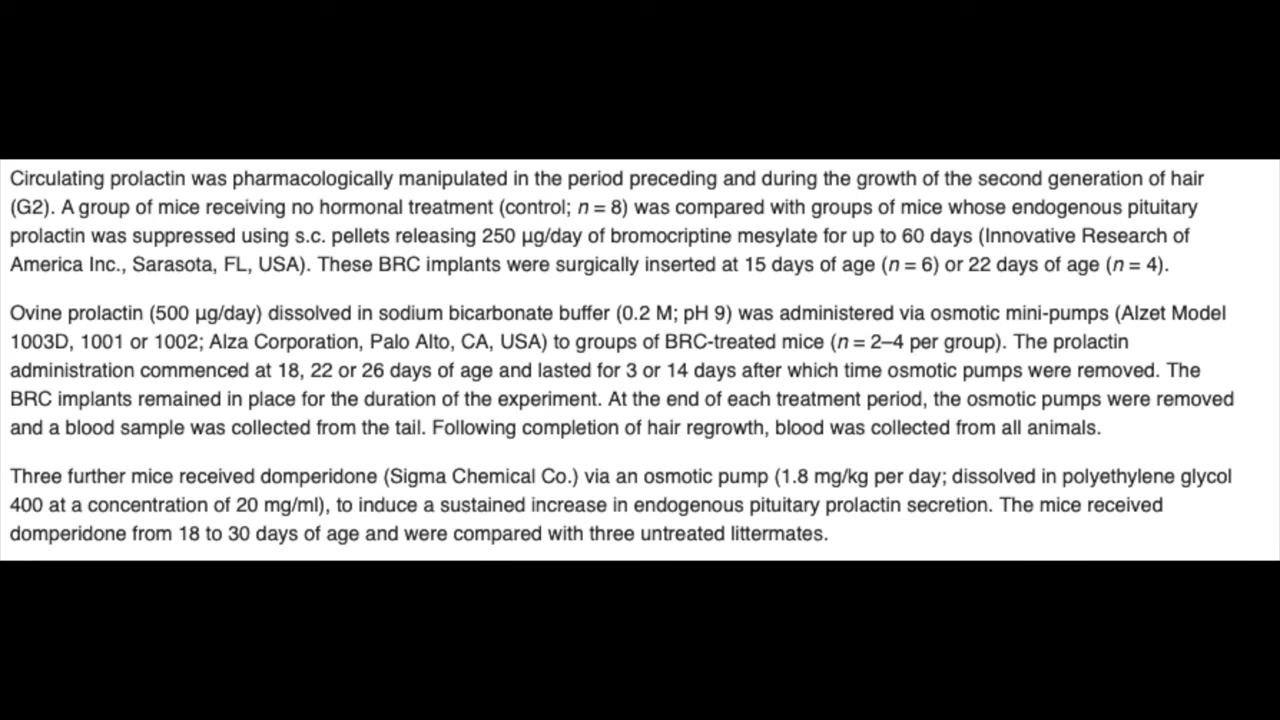 Circulating prolactin was pharmacologically manipulated in the period preceding and during the growth of the second generation of hair
(G2). A group of mice receiving no hormonal treatment (control; n = 8) was compared with groups of mice whose endogenous pituitary
prolactin was suppressed using s.c. pellets releasing 250 µg/day of bromocriptine mesylate for up to 60 days (Innovative Research of
America Inc., Sarasota, FL, USA). These BRC implants were surgically inserted at 15 days of age (n = 6) or 22 days of age (n = 4).
Ovine prolactin (500 µg/day) dissolved in sodium bicarbonate buffer (0.2 M; pH 9) was administered via osmotic mini-pumps (Alzet Model
1003D, 1001 or 1002; Alza Corporation, Palo Alto, CA, USA) to groups of BRC-treated mice (n = 2–4 per group). The prolactin
administration commenced at 18, 22 or 26 days of age and lasted for 3 or 14 days after which time osmotic pumps were removed. The
BRC implants remained in place for the duration of the experiment. At the end of each treatment period, the osmotic pumps were removed
and a blood sample was collected from the tail. Following completion of hair regrowth, blood was collected from all animals.
Three further mice received domperidone (Sigma Chemical Co.) via an osmotic pump (1.8 mg/kg per day; dissolved in polyethylene glycol
400 at a concentration of 20 mg/ml), to induce a sustained increase in endogenous pituitary prolactin secretion. The mice received
domperidone from 18 to 30 days of age and were compared with three untreated littermates.